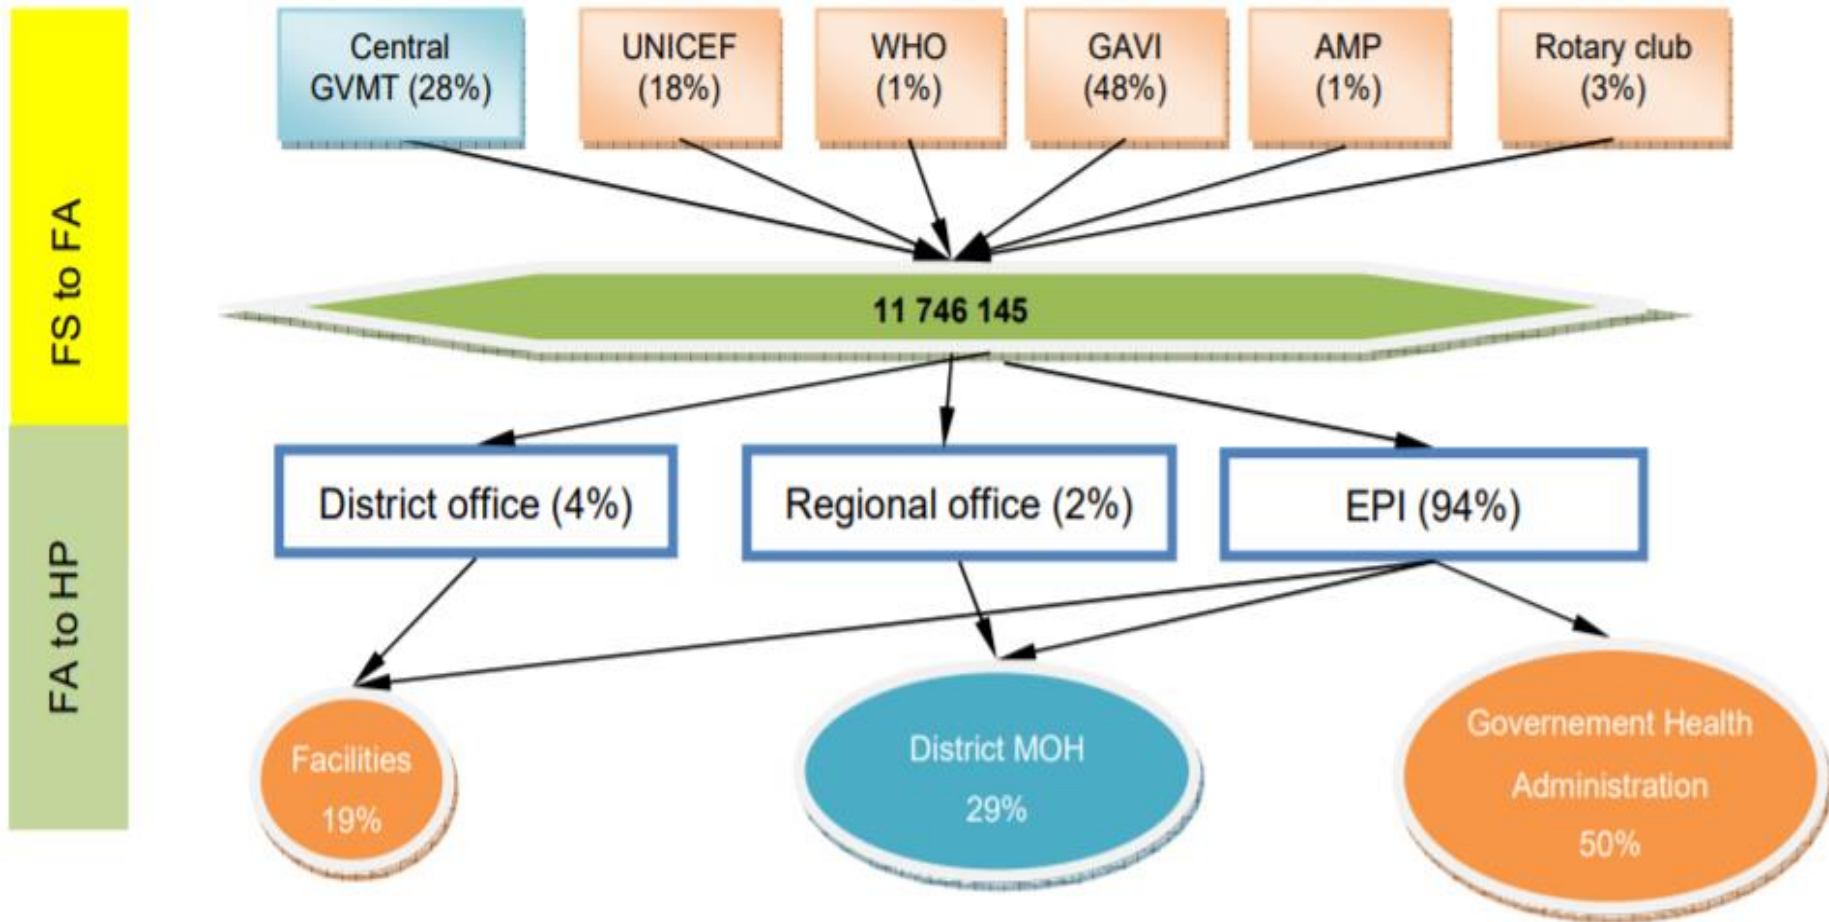 FS to FA
Central
GVMT (28%)
UNICEF
(18%)
WHO
(1%)
GAVI
(48%)
AMP
(1%)
Rotary club
(3%)
11 746 145
FA to HP
District office (4%)
Regional office (2%)
EPI (94%)
Facilities
19%
District MOH
29%
Governement Health
Administration
50%